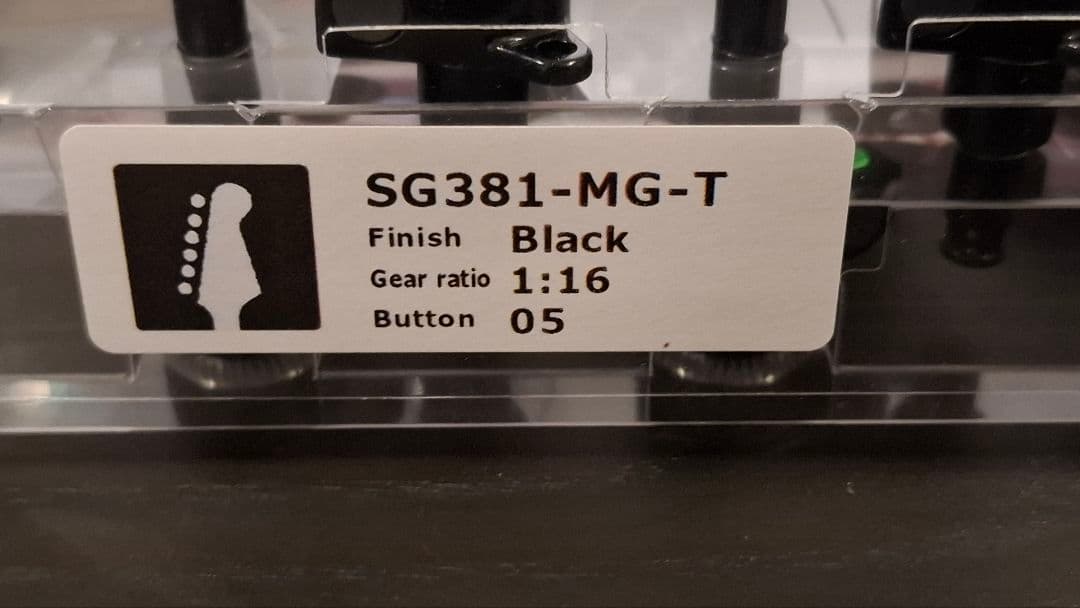 SG381-MG-T
Finish Black
Gear ratio 1:16
Button 05